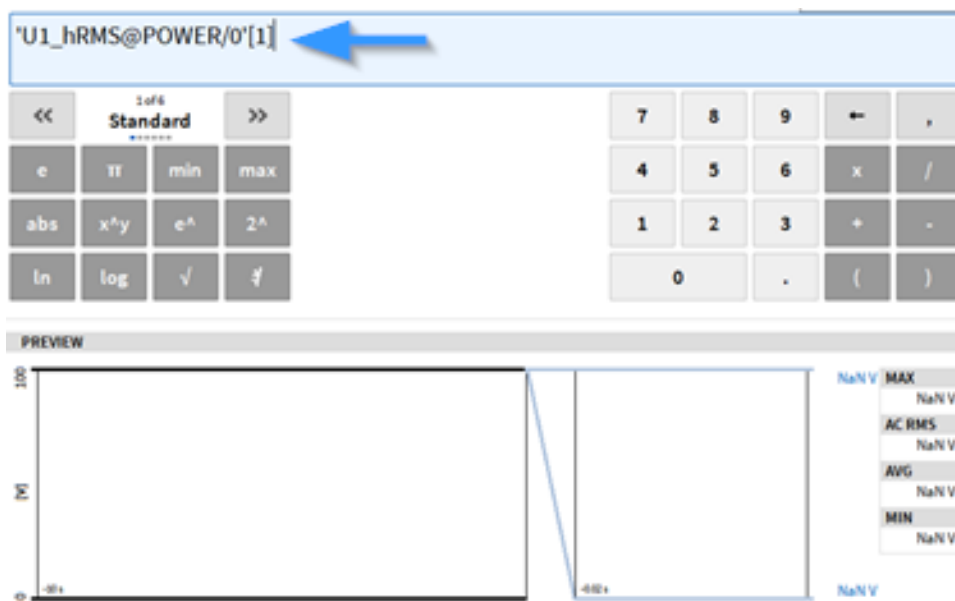 'U1_hRMS@POWER/0'[1]
<< 1 of 6 >> 7 8 9 ← ,
Standard
e π min max 4 5 6 x /
abs x^y e^ 2^ 1 2 3 + -
ln log √ 0 . ( )
PREVIEW
100
NaN V MAX
NaN V
AC RMS
NaN V
AVG
NaN V
[V]
MIN
NaN V
0
NaN V